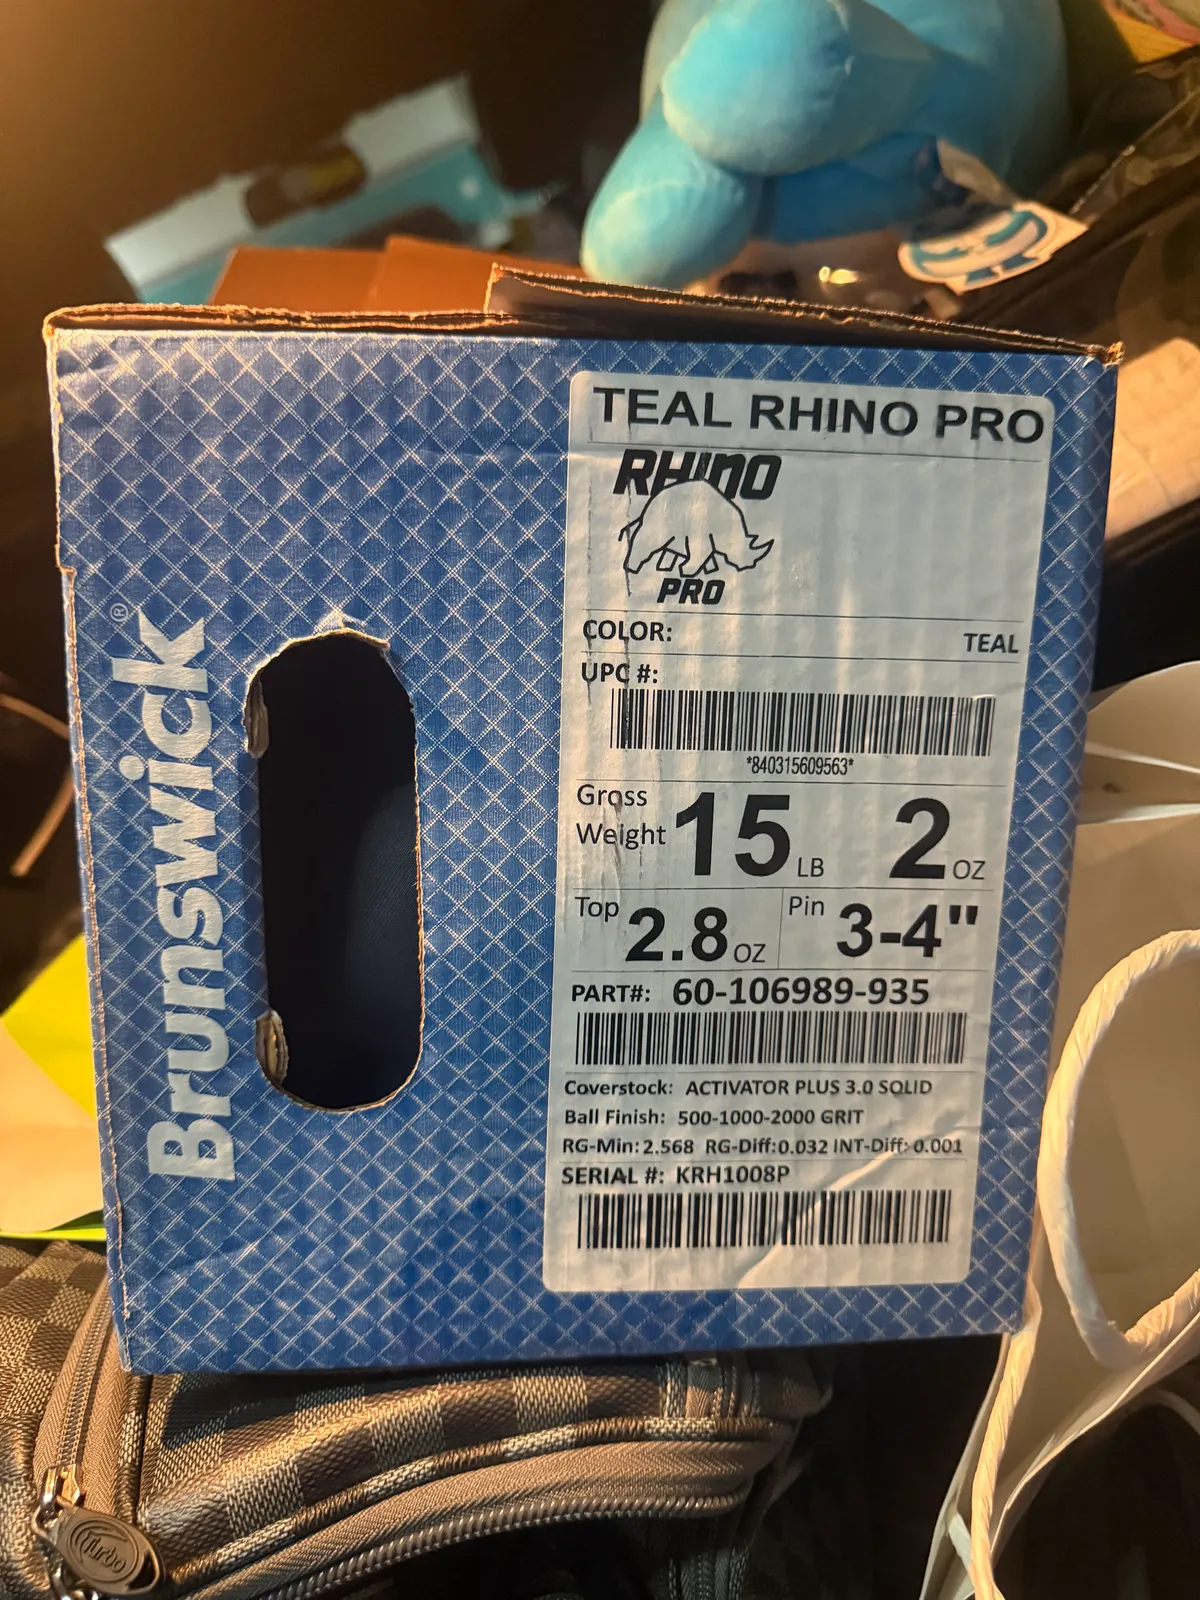 Brunswick®
TEAL RHINO PRO
RHINO
PRO
COLOR: TEAL
UPC #:
*840315609563*
Gross Weight 15 LB 2 OZ
Top 2.8 OZ Pin 3-4"
PART#: 60-106989-935
Coverstock: ACTIVATOR PLUS 3.0 SOLID
Ball Finish: 500-1000-2000 GRIT
RG-Min: 2.568 RG-Diff:0.032 INT-Diff: 0.001
SERIAL #: KRH1008P
Turbo